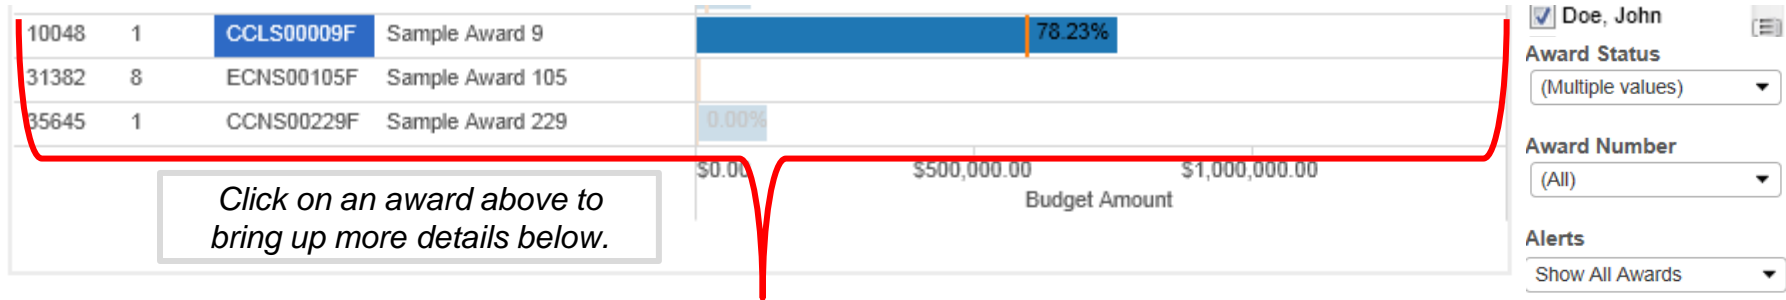 10048 1 CCLS00009F Sample Award 9 78.23%
31382 8 ECNS00105F Sample Award 105
35645 1 CCNS00229F Sample Award 229 0.00%
$0.00 $500,000.00 $1,000,000.00
Budget Amount
Click on an award above to
bring up more details below.
Doe, John
Award Status
(Multiple values)
Award Number
(All)
Alerts
Show All Awards